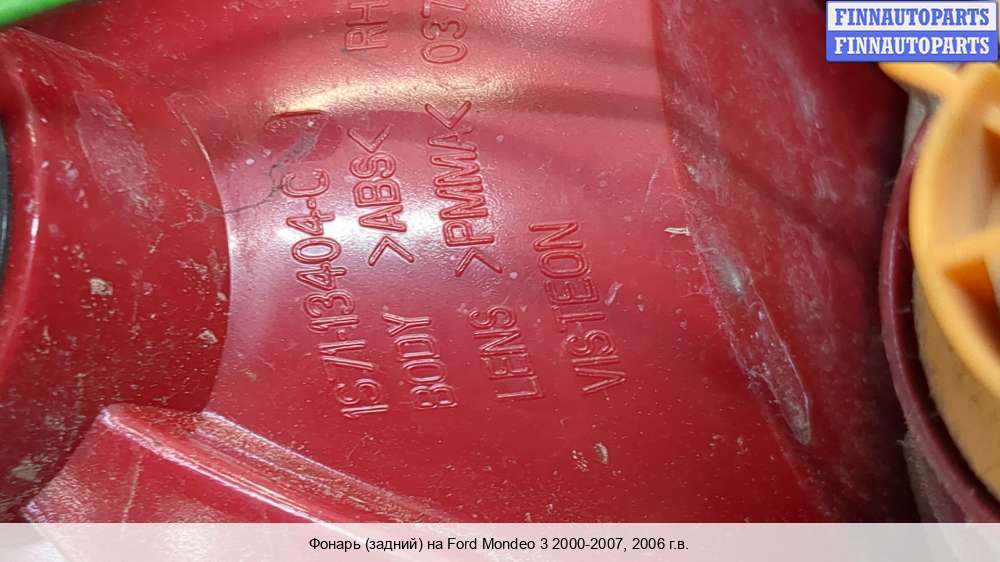 FINNAUTOPARTS
FINNAUTOPARTS
1S71-13404-C RH
BODY >ABS<
LENS >PMMA< 037
VISTEON
Фонарь (задний) на Ford Mondeo 3 2000-2007, 2006 г.в.